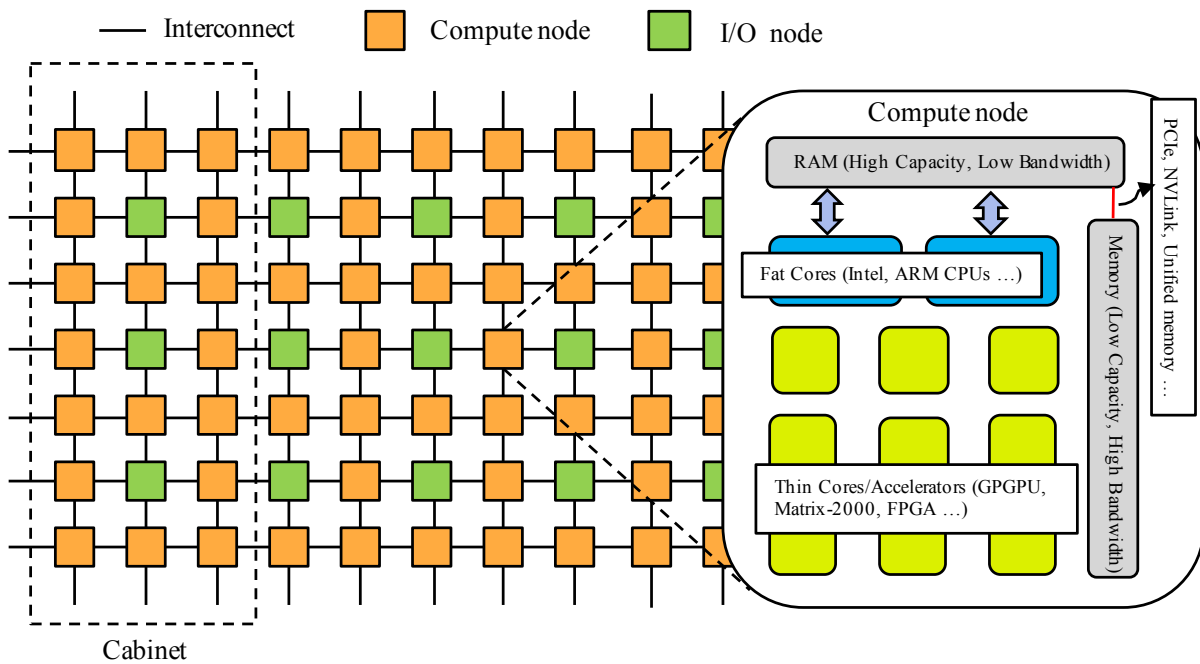 Interconnect
Compute node
I/O node
Compute node
RAM (High Capacity, Low Bandwidth)
PCIe, NVLink, Unified memory ...
Fat Cores (Intel, ARM CPUs ...)
Memory (Low Capacity, High Bandwidth)
Thin Cores/Accelerators (GPGPU,
Matrix-2000, FPGA ...)
Cabinet